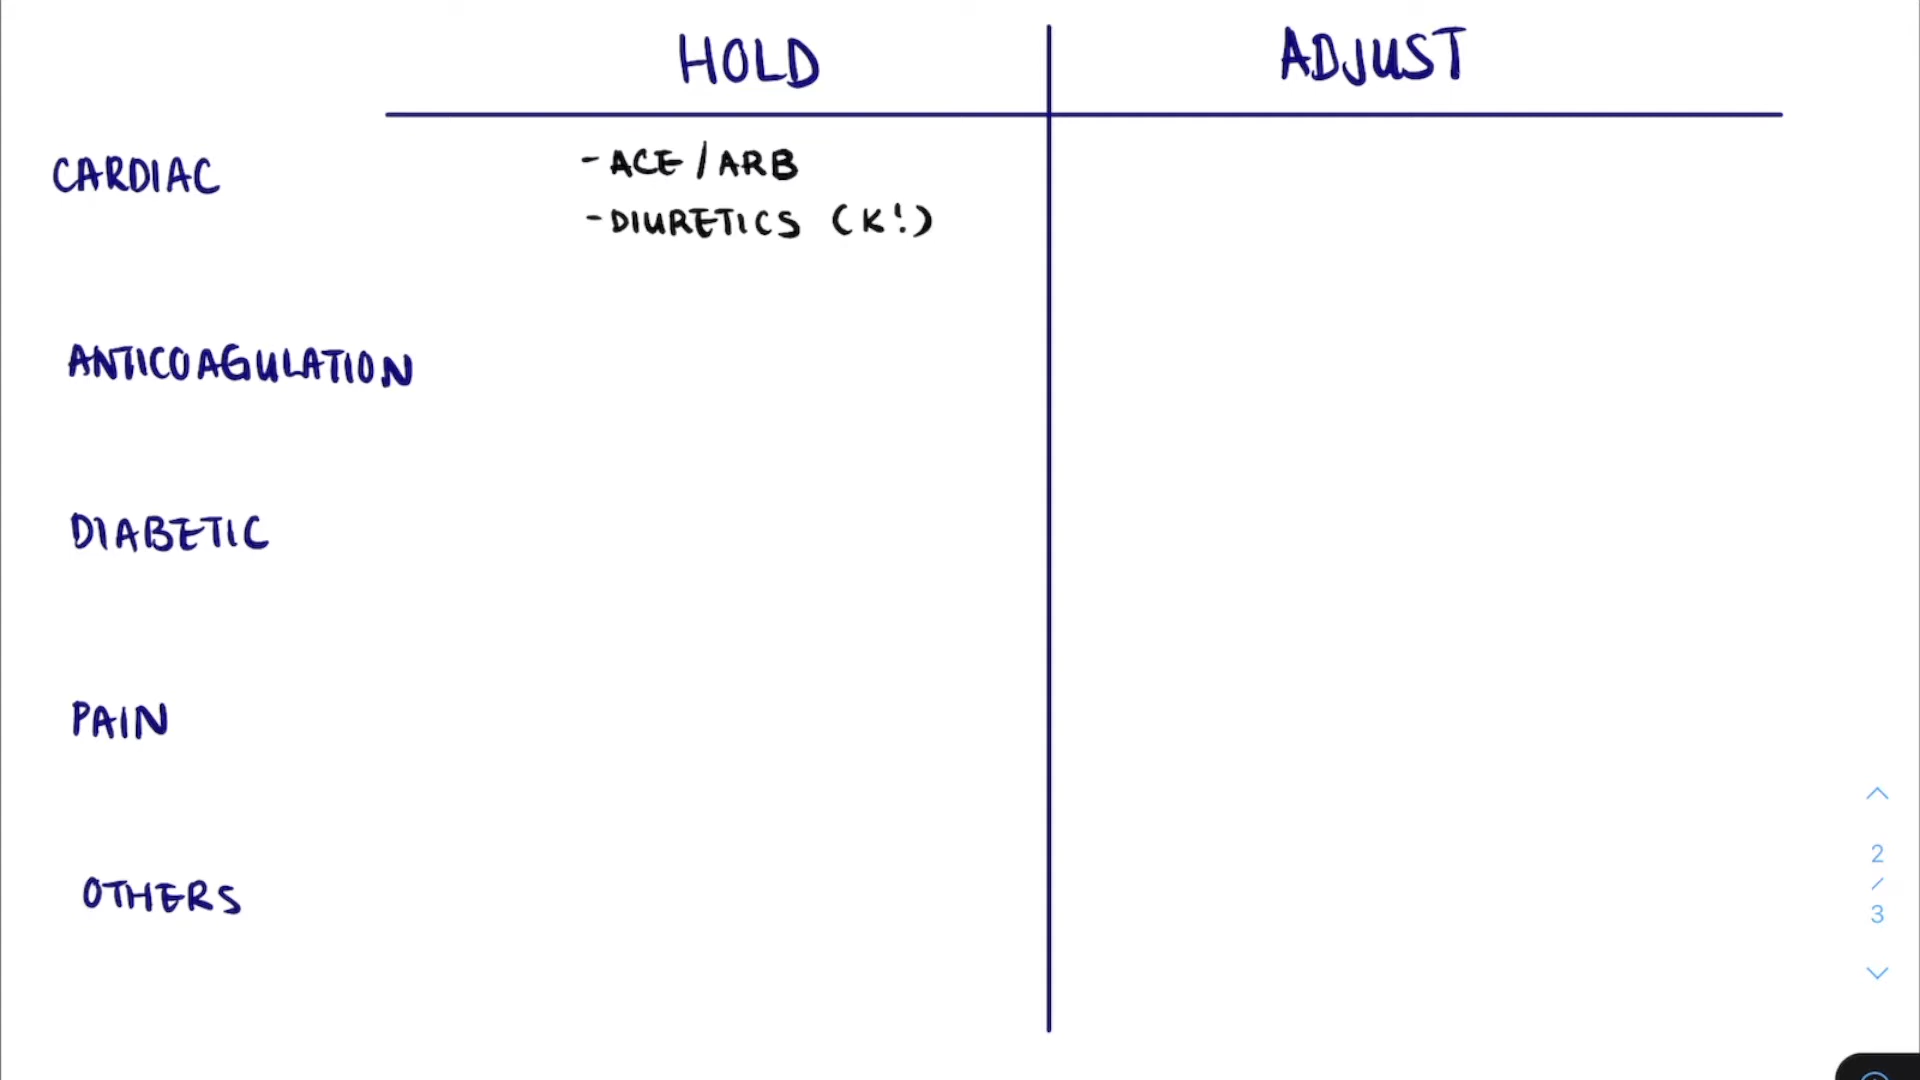 HOLD
ADJUST
CARDIAC
- ACE / ARB
- DIURETICS (K!)
ANTICOAGULATION
DIABETIC
PAIN
OTHERS
2
/
3